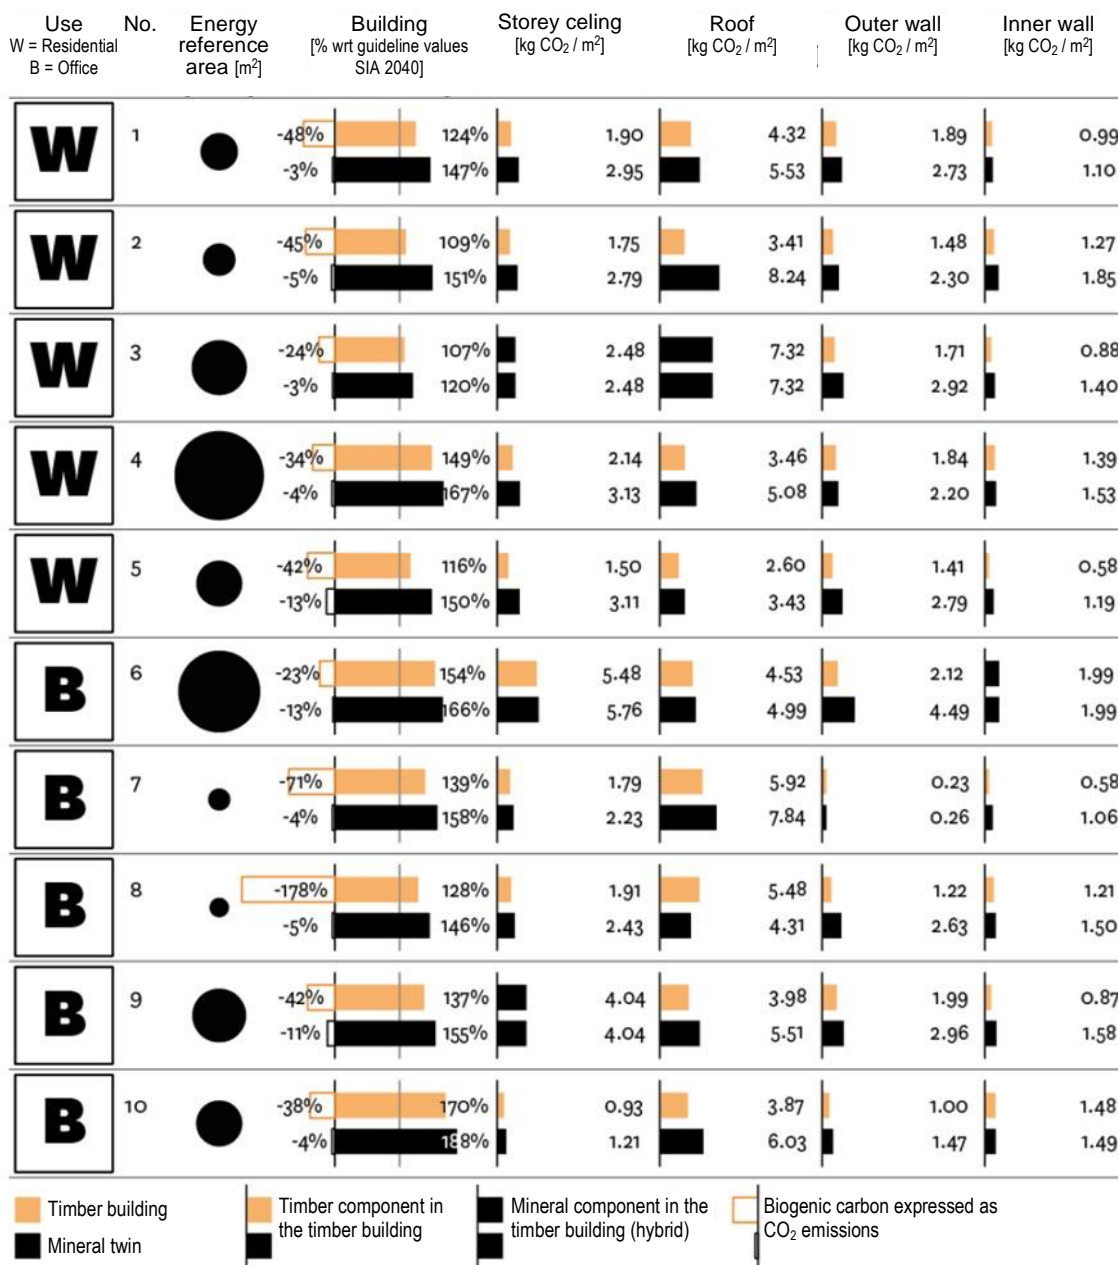 Use No. Energy Building Storey celing Roof Outer wall Inner wall
W = Residential reference [% wrt guideline values [kg CO₂ / m²] [kg CO₂ / m²] [kg CO₂ / m²] [kg CO₂ / m²]
B = Office area [m²] SIA 2040]
W 1 -48% 124% 1.90 4.32 1.89 0.99
-3% 147% 2.95 5.53 2.73 1.10
W 2 -45% 109% 1.75 3.41 1.48 1.27
-5% 151% 2.79 8.24 2.30 1.85
W 3 -24% 107% 2.48 7.32 1.71 0.88
-3% 120% 2.48 7.32 2.92 1.40
W 4 -34% 149% 2.14 3.46 1.84 1.39
-4% 167% 3.13 5.08 2.20 1.53
W 5 -42% 116% 1.50 2.60 1.41 0.58
-13% 150% 3.11 3.43 2.79 1.19
B 6 -23% 154% 5.48 4.53 2.12 1.99
-13% 166% 5.76 4.99 4.49 1.99
B 7 -71% 139% 1.79 5.92 0.23 0.58
-4% 158% 2.23 7.84 0.26 1.06
B 8 -178% 128% 1.91 5.48 1.22 1.21
-5% 146% 2.43 4.31 2.63 1.50
B 9 -42% 137% 4.04 3.98 1.99 0.87
-11% 155% 4.04 5.51 2.96 1.58
B 10 -38% 170% 0.93 3.87 1.00 1.48
-4% 188% 1.21 6.03 1.47 1.49
Timber building Timber component in Mineral component in the Biogenic carbon expressed as
the timber building timber building (hybrid) CO₂ emissions
Mineral twin